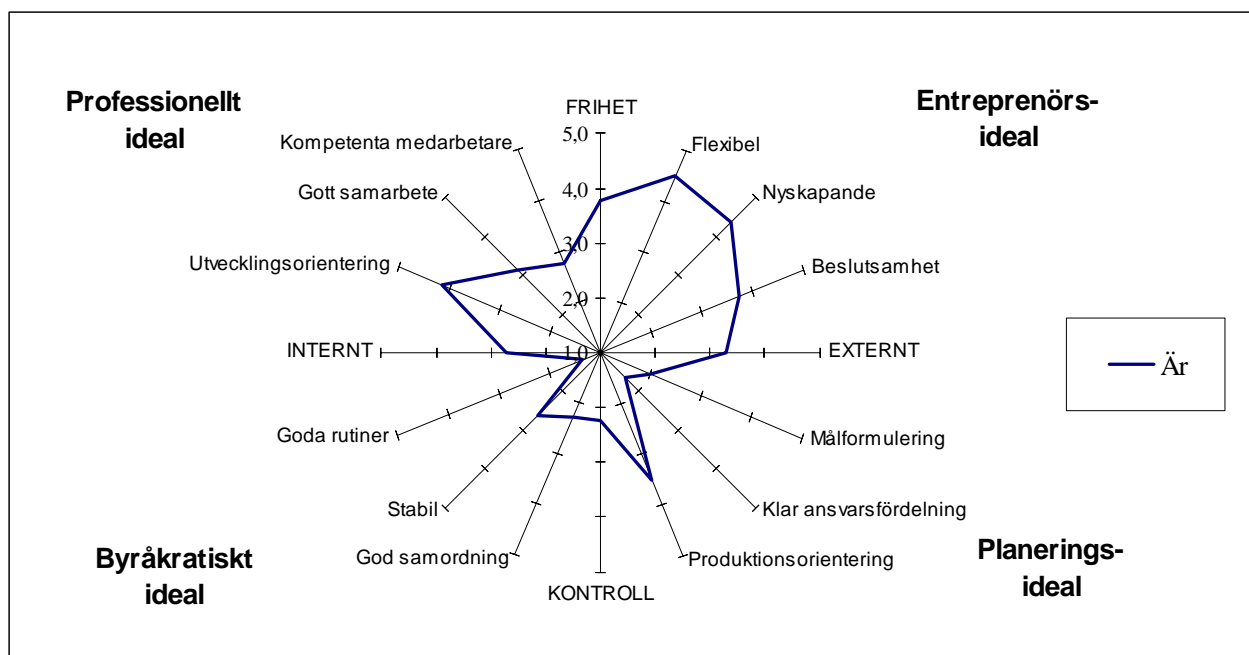 Professionellt
ideal
Entreprenörs-
ideal
FRIHET
5,0
Kompetenta medarbetare
Flexibel
4,0
Gott samarbete
Nyskapande
3,0
Utvecklingsorientering
Beslutsamhet
2,0
INTERNT
1,0
EXTERNT
Är
Goda rutiner
Målformulering
Stabil
Klar ansvarsfördelning
God samordning
Produktionsorientering
KONTROLL
Byråkratiskt
ideal
Planerings-
ideal